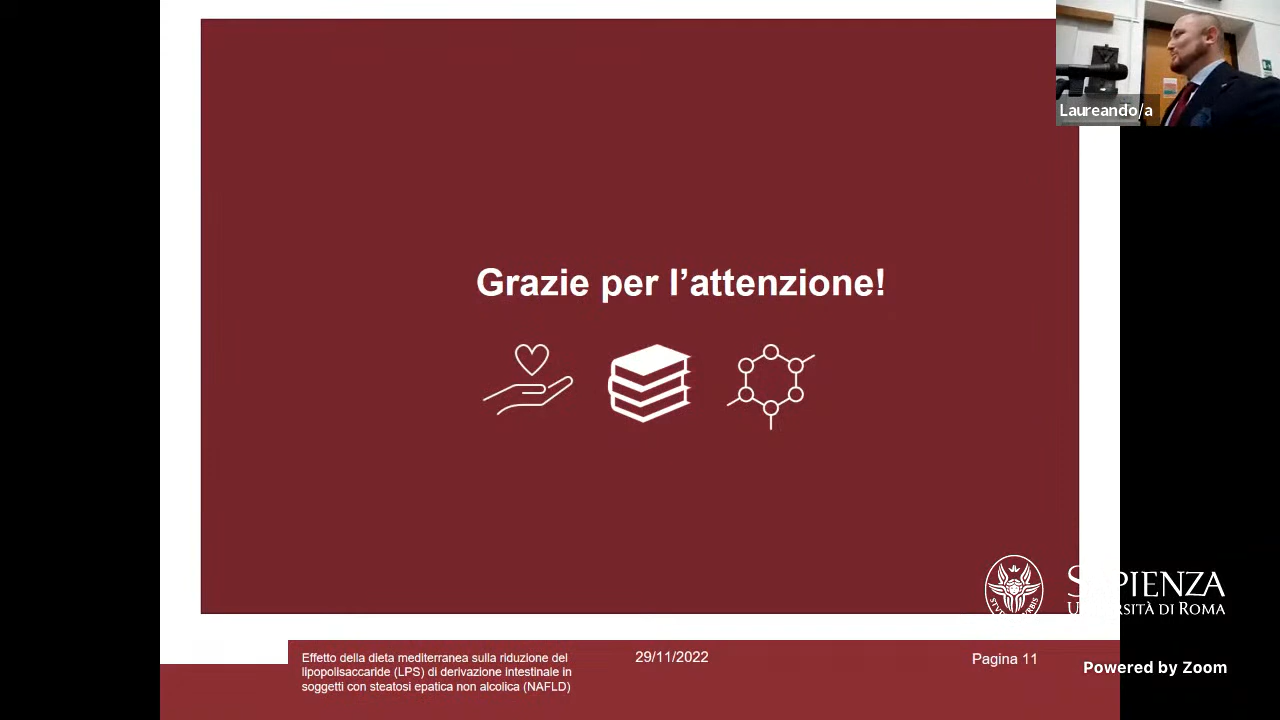 Laureando/a
Grazie per l’attenzione!
SAPIENZA
UNIVERSITÀ DI ROMA
Effetto della dieta mediterranea sulla riduzione del
lipopolisaccaride (LPS) di derivazione intestinale in
soggetti con steatosi epatica non alcolica (NAFLD)
29/11/2022
Pagina 11
Powered by Zoom